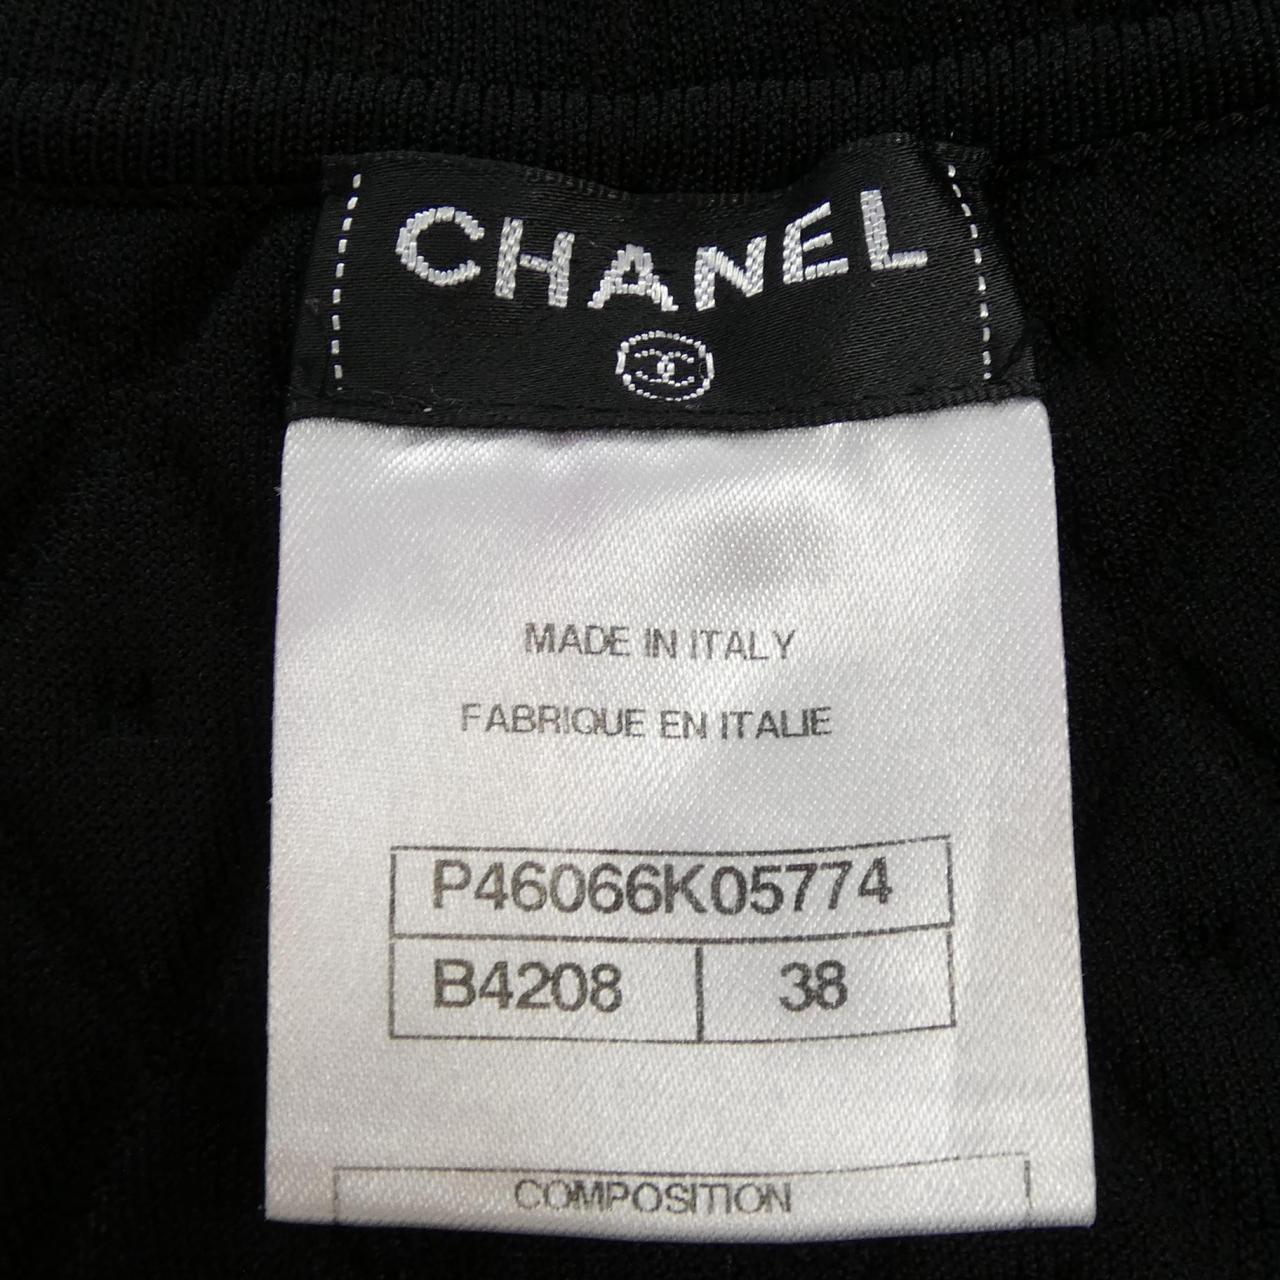 CHANEL
MADE IN ITALY
FABRIQUE EN ITALIE
P46066K05774
B4208 38
COMPOSITION